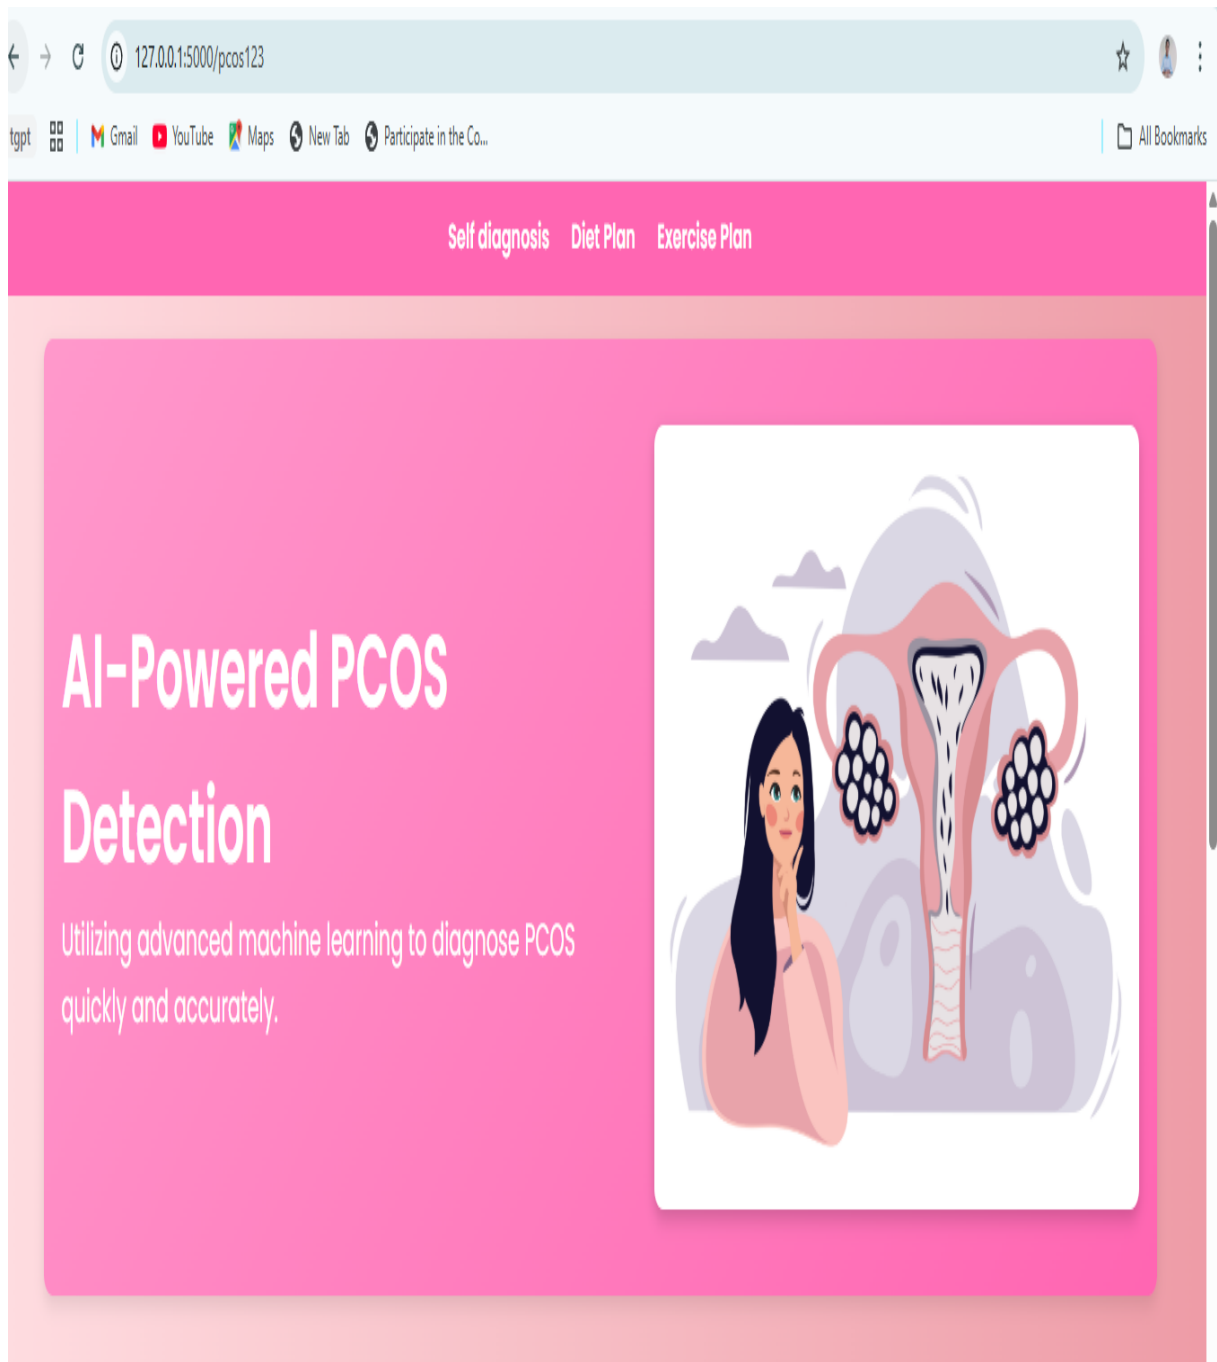 127.0.0.1:5000/pcos123
tgpt Gmail YouTube Maps New Tab Participate in the Co... All Bookmarks
Self diagnosis Diet Plan Exercise Plan
AI-Powered PCOS
Detection
Utilizing advanced machine learning to diagnose PCOS
quickly and accurately.